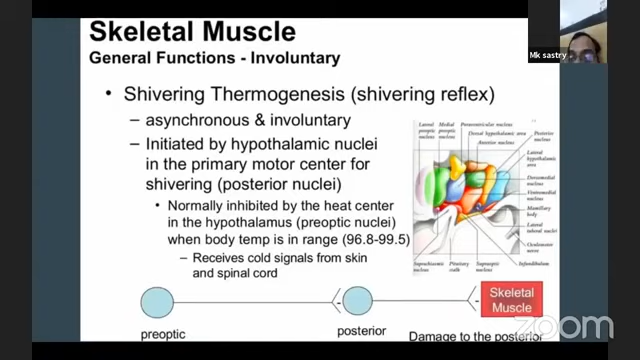 Skeletal Muscle
General Functions - Involuntary
Mk sastry
• Shivering Thermogenesis (shivering reflex)
– asynchronous & involuntary
– Initiated by hypothalamic nuclei
in the primary motor center for
shivering (posterior nuclei)
• Normally inhibited by the heat center
in the hypothalamus (preoptic nuclei)
when body temp is in range (96.8-99.5)
– Receives cold signals from skin
and spinal cord
Lateral preoptic nucleus
Medial preoptic nucleus
Paraventricular nucleus
Dorsal hypothalamic area
Anterior nucleus
Posterior nucleus
Lateral hypothalamic area
Dorsomedial nucleus
Ventromedial nucleus
Mamillary body
Lateral tuberal nuclei
Oculomotor nerve
Suprachiasmatic nucleus
Pituitary stalk
Supraoptic nucleus
Infundibulum
-
-
Skeletal
Muscle
preoptic
posterior
Damage to the posterior
zoom